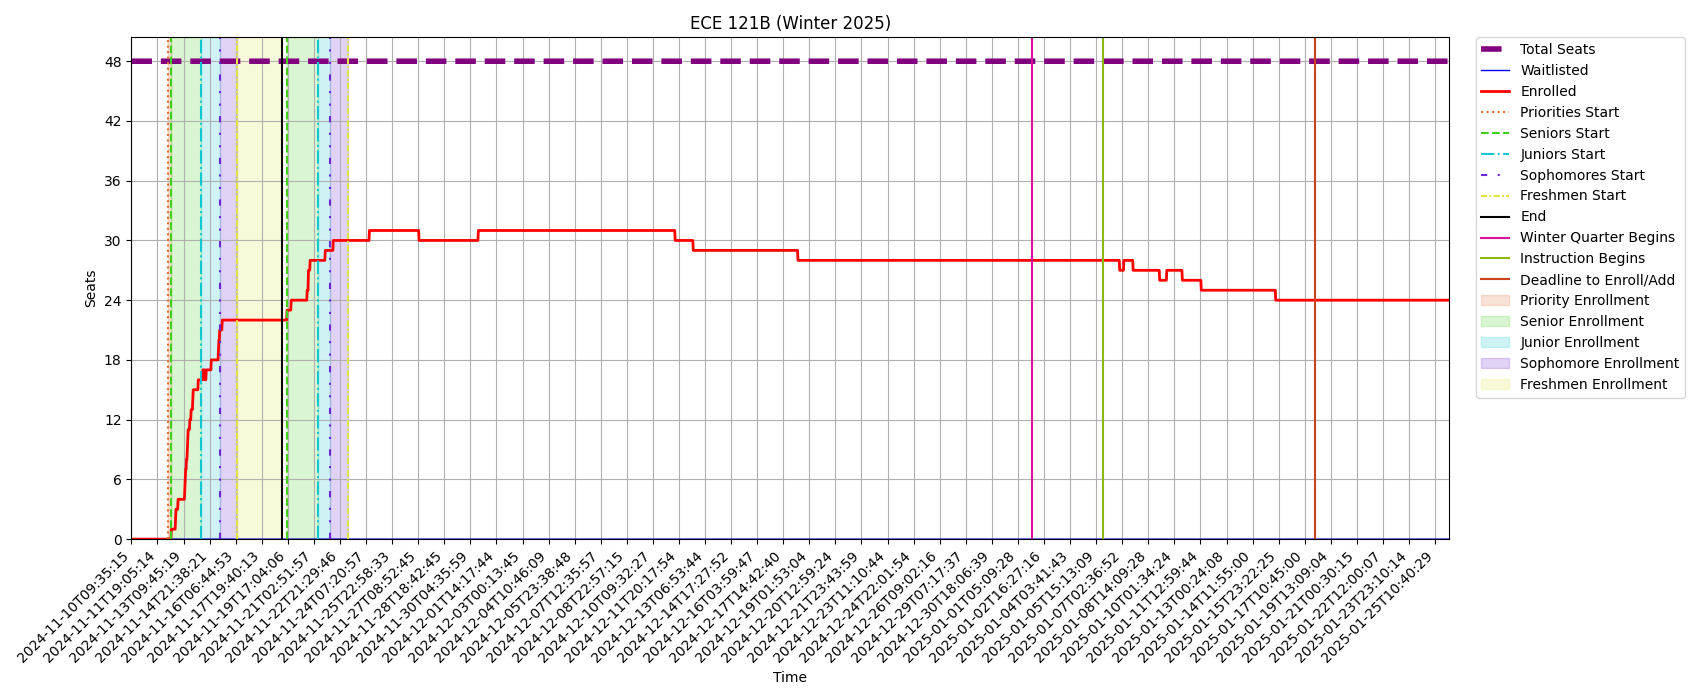 ECE 121B (Winter 2025)
Seats
48
42
36
30
24
18
12
6
0
2024-11-10T09:35:15
2024-11-11T19:05:14
2024-11-13T09:45:19
2024-11-14T21:38:21
2024-11-16T06:44:53
2024-11-17T19:40:13
2024-11-19T17:04:06
2024-11-21T02:51:57
2024-11-22T21:29:46
2024-11-24T07:20:57
2024-11-25T22:58:33
2024-11-27T08:52:45
2024-11-28T18:42:45
2024-11-30T04:35:59
2024-12-01T14:17:44
2024-12-03T00:13:45
2024-12-04T10:46:09
2024-12-05T23:38:48
2024-12-07T12:35:57
2024-12-08T22:57:15
2024-12-10T09:32:27
2024-12-11T20:17:54
2024-12-13T06:53:44
2024-12-14T17:27:52
2024-12-16T03:59:47
2024-12-17T14:42:40
2024-12-19T01:53:04
2024-12-20T12:59:24
2024-12-21T23:43:59
2024-12-23T11:10:44
2024-12-24T22:01:54
2024-12-26T09:02:16
2024-12-29T07:17:37
2024-12-30T18:06:39
2025-01-01T05:09:28
2025-01-02T16:27:16
2025-01-04T03:41:43
2025-01-05T15:13:09
2025-01-07T02:36:52
2025-01-08T14:09:28
2025-01-10T01:34:24
2025-01-11T12:59:44
2025-01-13T00:24:08
2025-01-14T11:55:00
2025-01-15T23:22:25
2025-01-17T10:45:00
2025-01-19T13:09:04
2025-01-21T00:30:15
2025-01-22T12:00:07
2025-01-23T23:10:14
2025-01-25T10:40:29
Time
Total Seats
Waitlisted
Enrolled
Priorities Start
Seniors Start
Juniors Start
Sophomores Start
Freshmen Start
End
Winter Quarter Begins
Instruction Begins
Deadline to Enroll/Add
Priority Enrollment
Senior Enrollment
Junior Enrollment
Sophomore Enrollment
Freshmen Enrollment